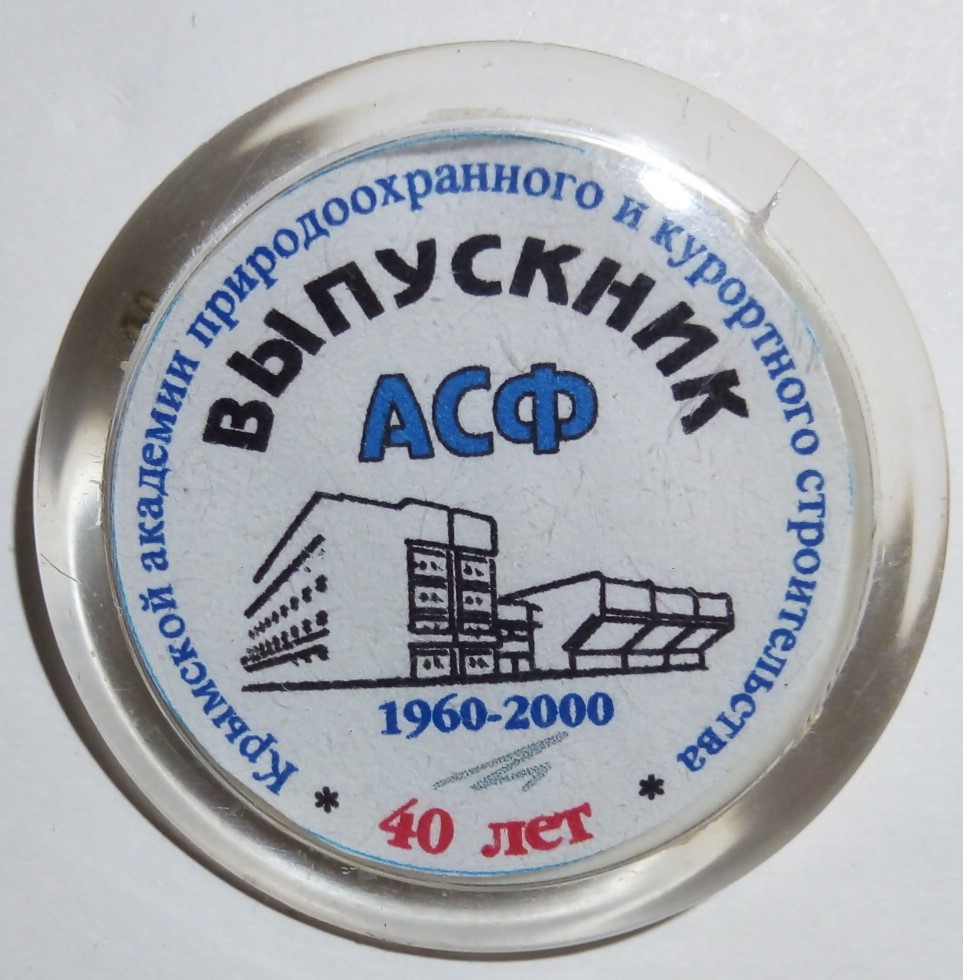 Крымской академии природоохранного и курортного строительства
ВЫПУСКНИК
АСФ
1960-2000
* 40 лет *